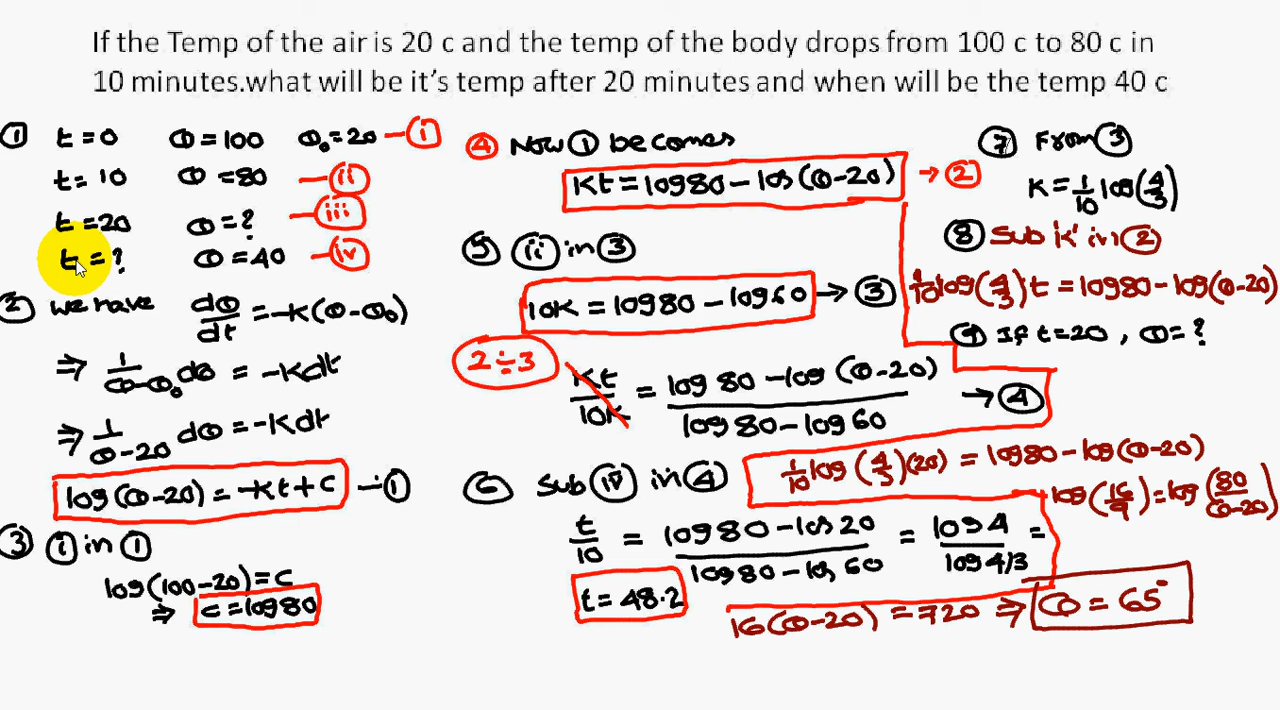 If the Temp of the air is 20 c and the temp of the body drops from 100 c to 80 c in
10 minutes.what will be it's temp after 20 minutes and when will be the temp 40 c
① t=0 θ=100 θ₀=20 —ⓘ
t=10 θ=80 —ⓘⓘ
t=20 θ=? —ⓘⓘⓘ
t=? θ=40 —ⓘⓥ
② we have dθ/dt = -K(θ-θ₀)
⇒ 1/(θ-θ₀) dθ = -Kdt
⇒ 1/(θ-20) dθ = -Kdt
log(θ-20) = -Kt+C —①
③ ⓘ in ①
log(100-20) = C
⇒ C = log80
④ Now ① becomes
Kt = log80 - log(θ-20) → ②
⑤ ⓘⓘ in ③
10K = log80 - log60 → ③
2÷3
Kt/10K = (log80 - log(θ-20))/(log80 - log60) → ④
⑥ Sub ⓘⓥ in ④
t/10 = (log80 - log20)/(log80 - log60) = log4/log4/3 =
t = 48.2
⑦ From ③
K = 1/10 log(4/3)
⑧ Sub 'K' in ②
1/10 log(4/3) t = log80 - log(θ-20)
⑨ If t=20, θ=?
1/10 log(4/3)(20) = log80 - log(θ-20)
log(16/9) = log(80/(θ-20))
16(θ-20) = 720 ⇒ θ = 65°